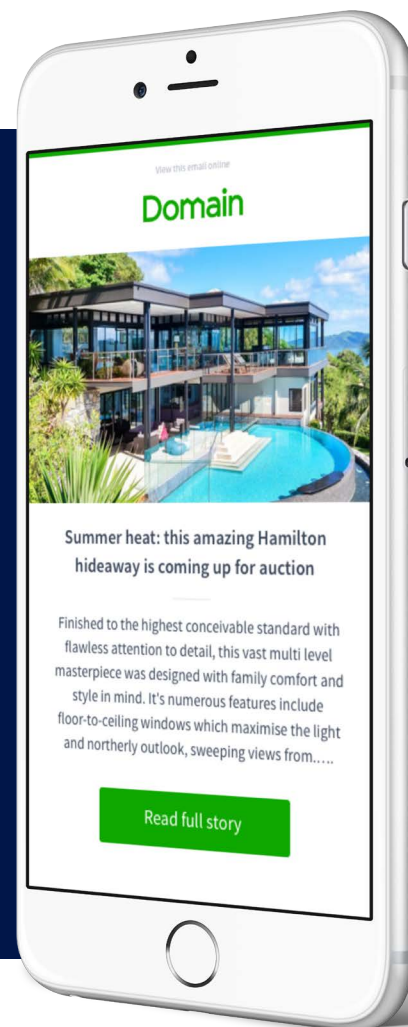 View this email online
Domain
Summer heat: this amazing Hamilton
hideaway is coming up for auction
Finished to the highest conceivable standard with
flawless attention to detail, this vast multi level
masterpiece was designed with family comfort and
style in mind. It's numerous features include
floor-to-ceiling windows which maximise the light
and northerly outlook, sweeping views from.....
Read full story